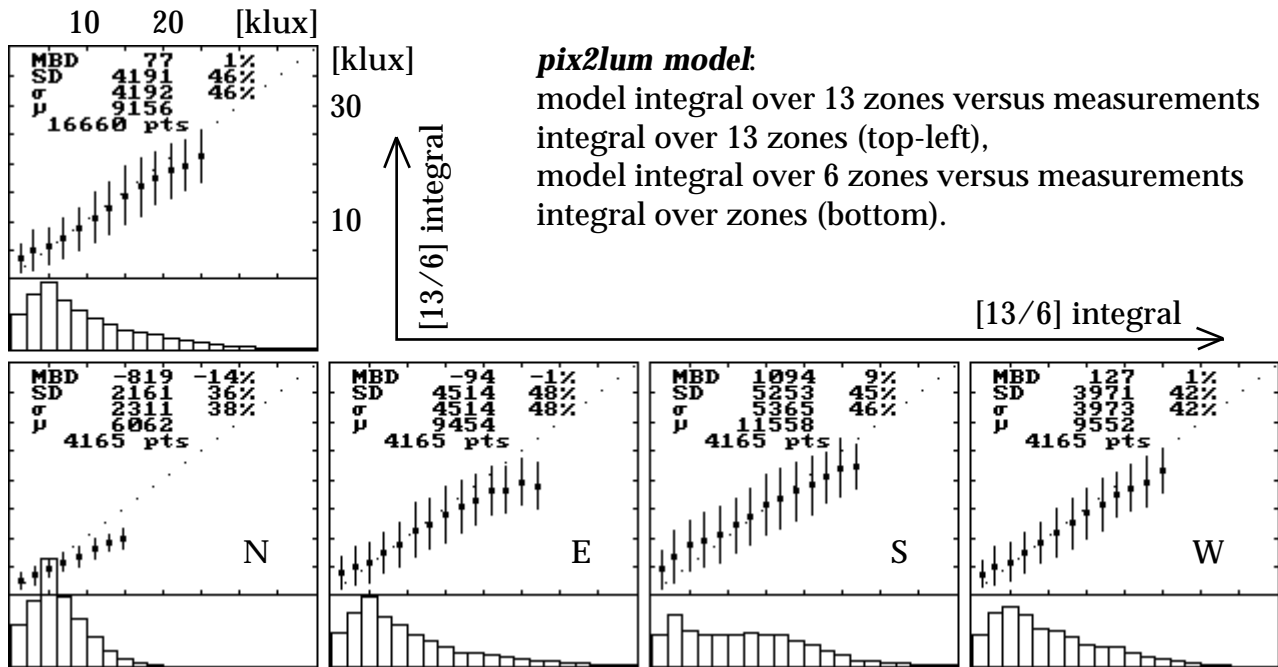 10 20 [klux]
MBD 77 1%
SD 4191 46%
σ 4192 46%
μ 9156
16660 pts
[klux]
30
10
[13/6] integral
pix2lum model:
model integral over 13 zones versus measurements
integral over 13 zones (top-left),
model integral over 6 zones versus measurements
integral over zones (bottom).
[13/6] integral
MBD -819 -14%
SD 2161 36%
σ 2311 38%
μ 6062
4165 pts
N
MBD -94 -1%
SD 4514 48%
σ 4514 48%
μ 9454
4165 pts
E
MBD 1094 9%
SD 5253 45%
σ 5365 46%
μ 11558
4165 pts
S
MBD 127 1%
SD 3971 42%
σ 3973 42%
μ 9552
4165 pts
W